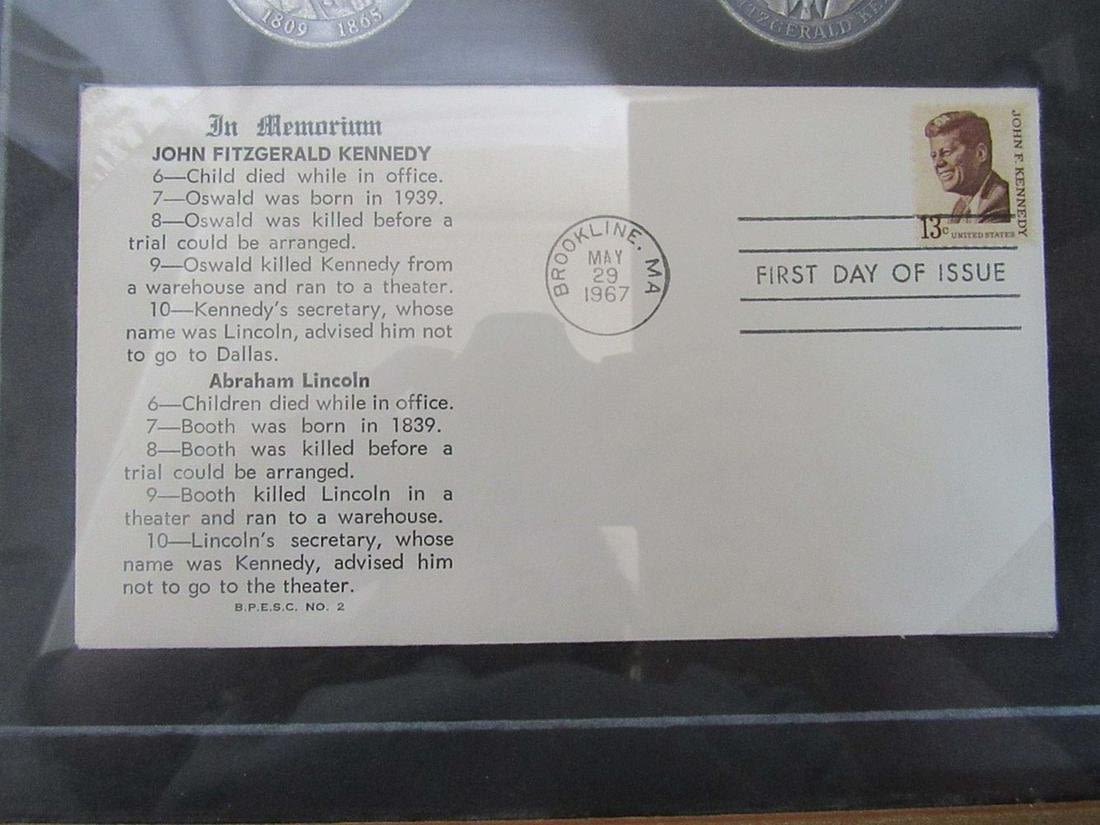 1809 1865
TZGERALD KE
In Memorium
JOHN FITZGERALD KENNEDY
6—Child died while in office.
7—Oswald was born in 1939.
8—Oswald was killed before a
trial could be arranged.
9—Oswald killed Kennedy from
a warehouse and ran to a theater.
10—Kennedy's secretary, whose
name was Lincoln, advised him not
to go to Dallas.
Abraham Lincoln
6—Children died while in office.
7—Booth was born in 1839.
8—Booth was killed before a
trial could be arranged.
9—Booth killed Lincoln in a
theater and ran to a warehouse.
10—Lincoln's secretary, whose
name was Kennedy, advised him
not to go to the theater.
B.P.E.S.C. NO. 2
BROOKLINE, MA
MAY
29
1967
JOHN F. KENNEDY
13c UNITED STATES
FIRST DAY OF ISSUE